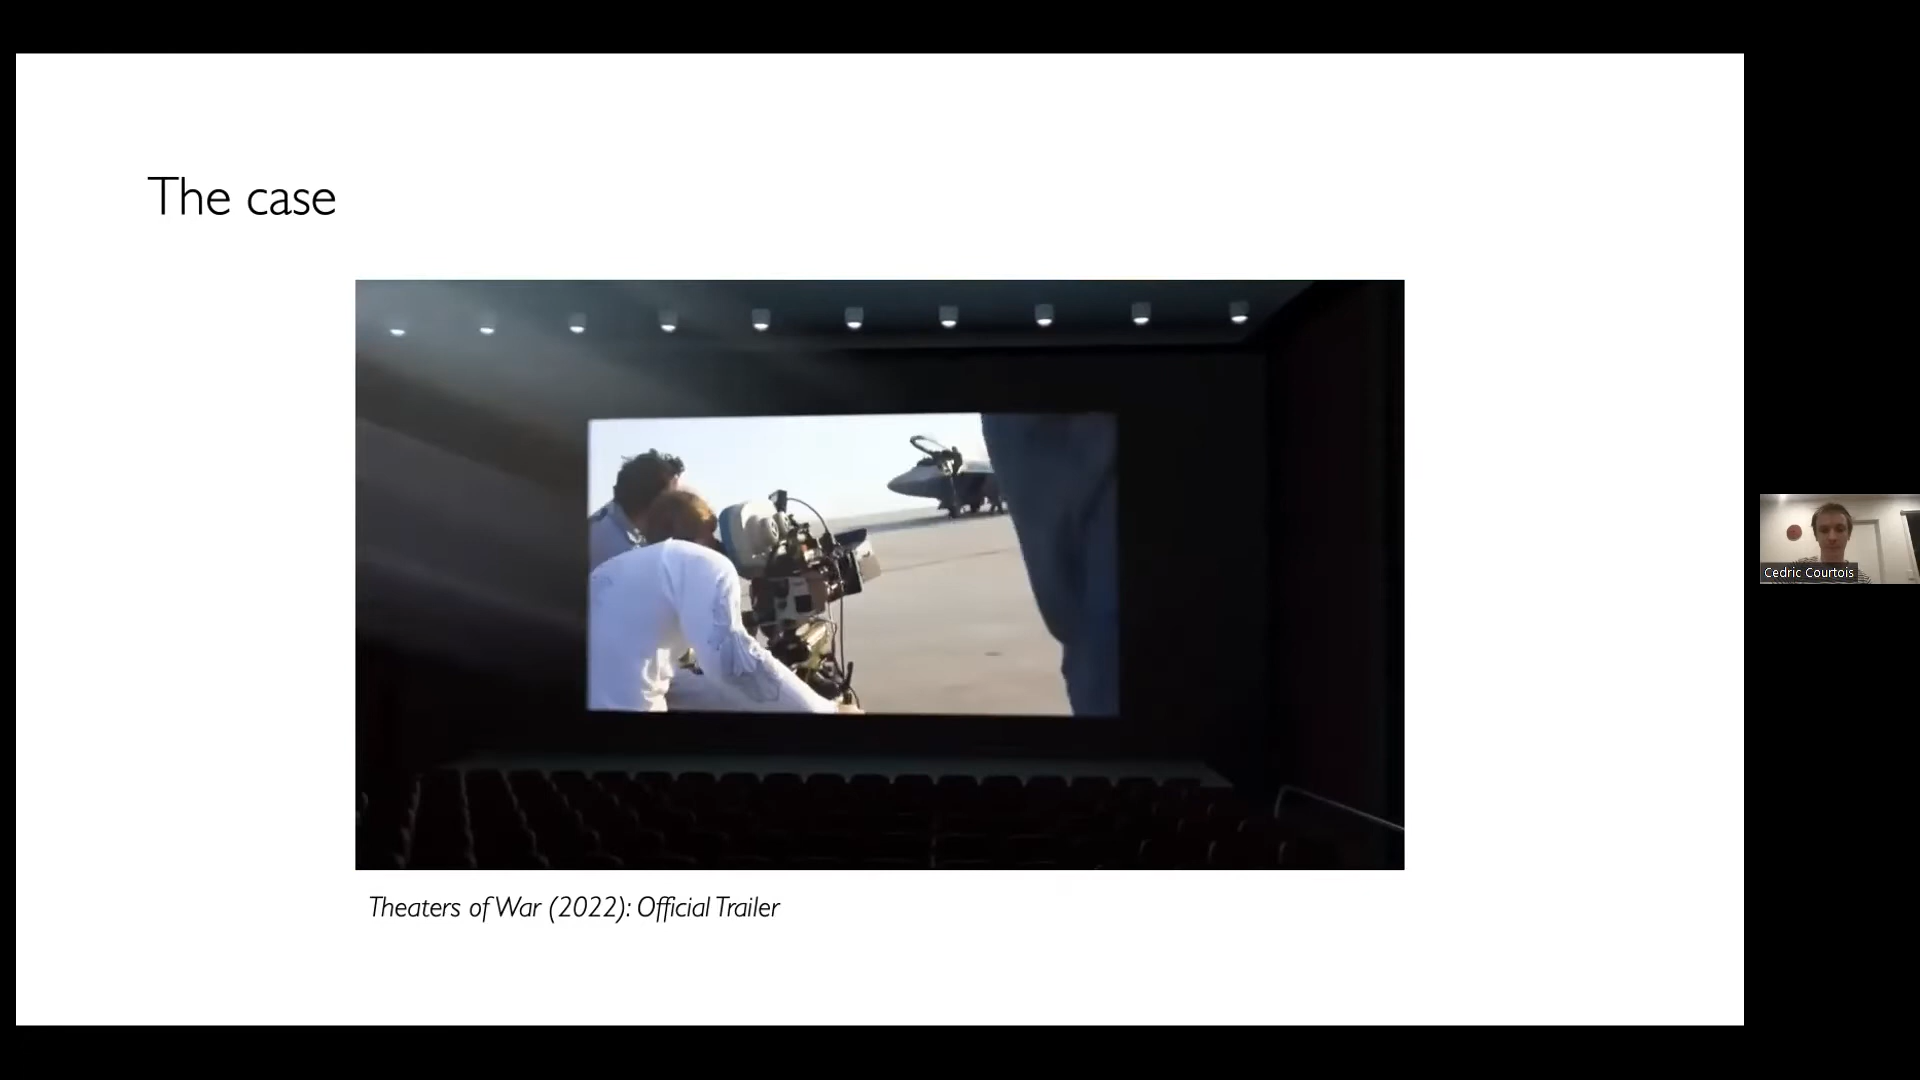 The case
Theaters of War (2022): Official Trailer
Cedric Courtois